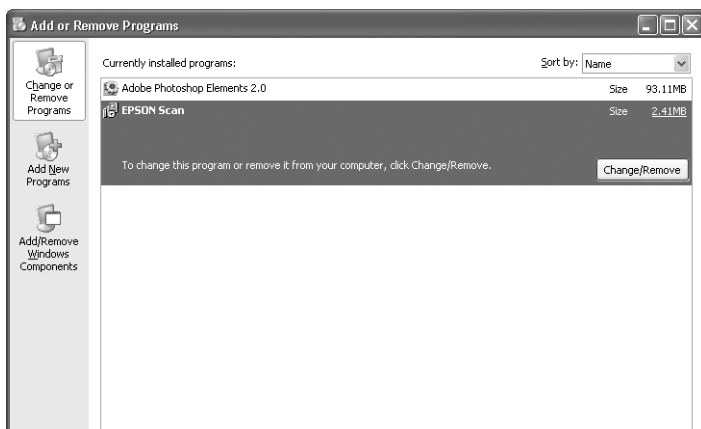 Add or Remove Programs
Change or
Remove
Programs
Add New
Programs
Add/Remove
Windows
Components
Currently installed programs:
Sort by: Name
Adobe Photoshop Elements 2.0 Size 93.11MB
EPSON Scan Size 2.41MB
To change this program or remove it from your computer, click Change/Remove.
Change/Remove